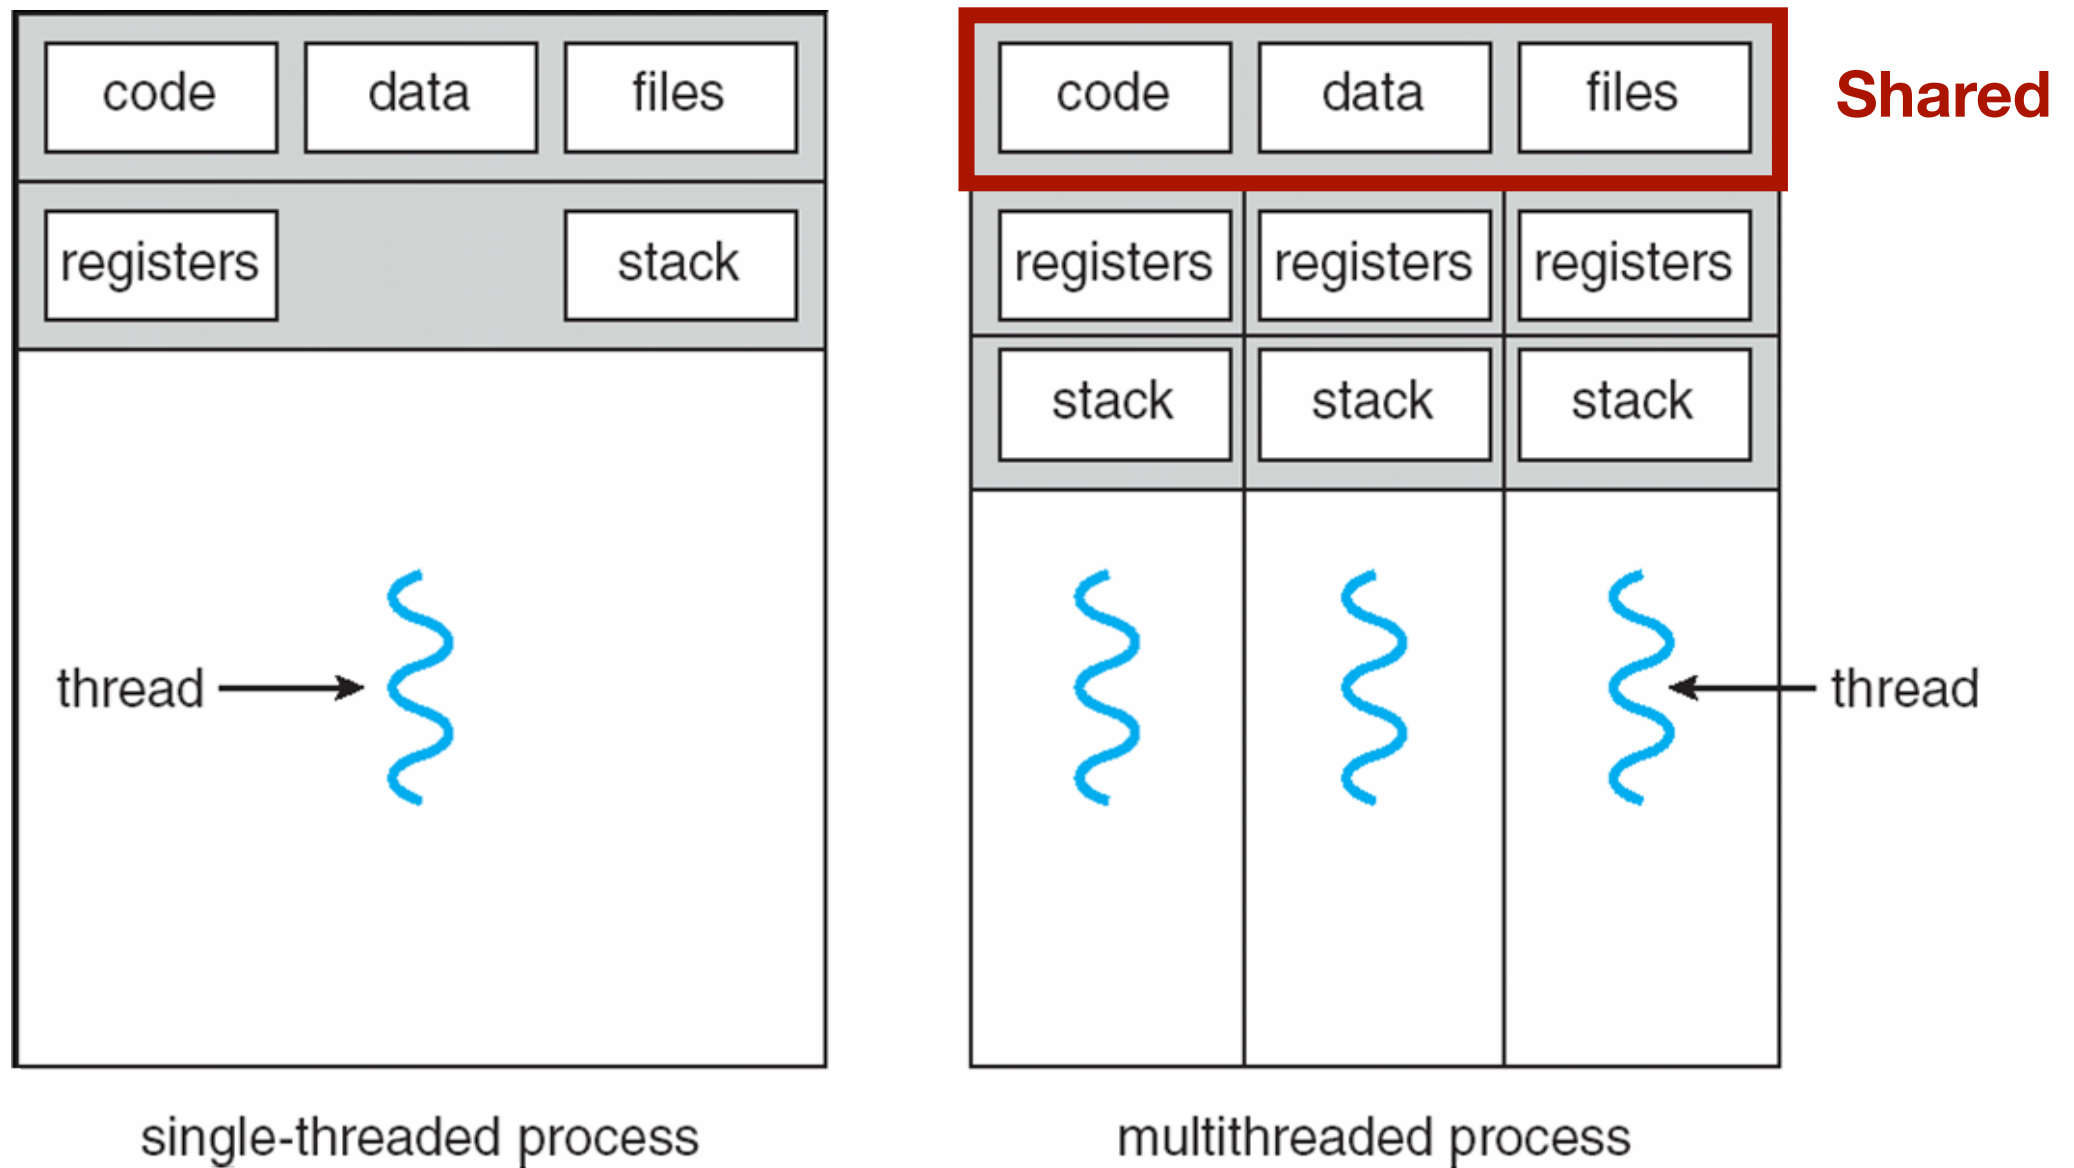 code data files
registers stack
thread
single-threaded process
code data files Shared
registers registers registers
stack stack stack
thread
multithreaded process